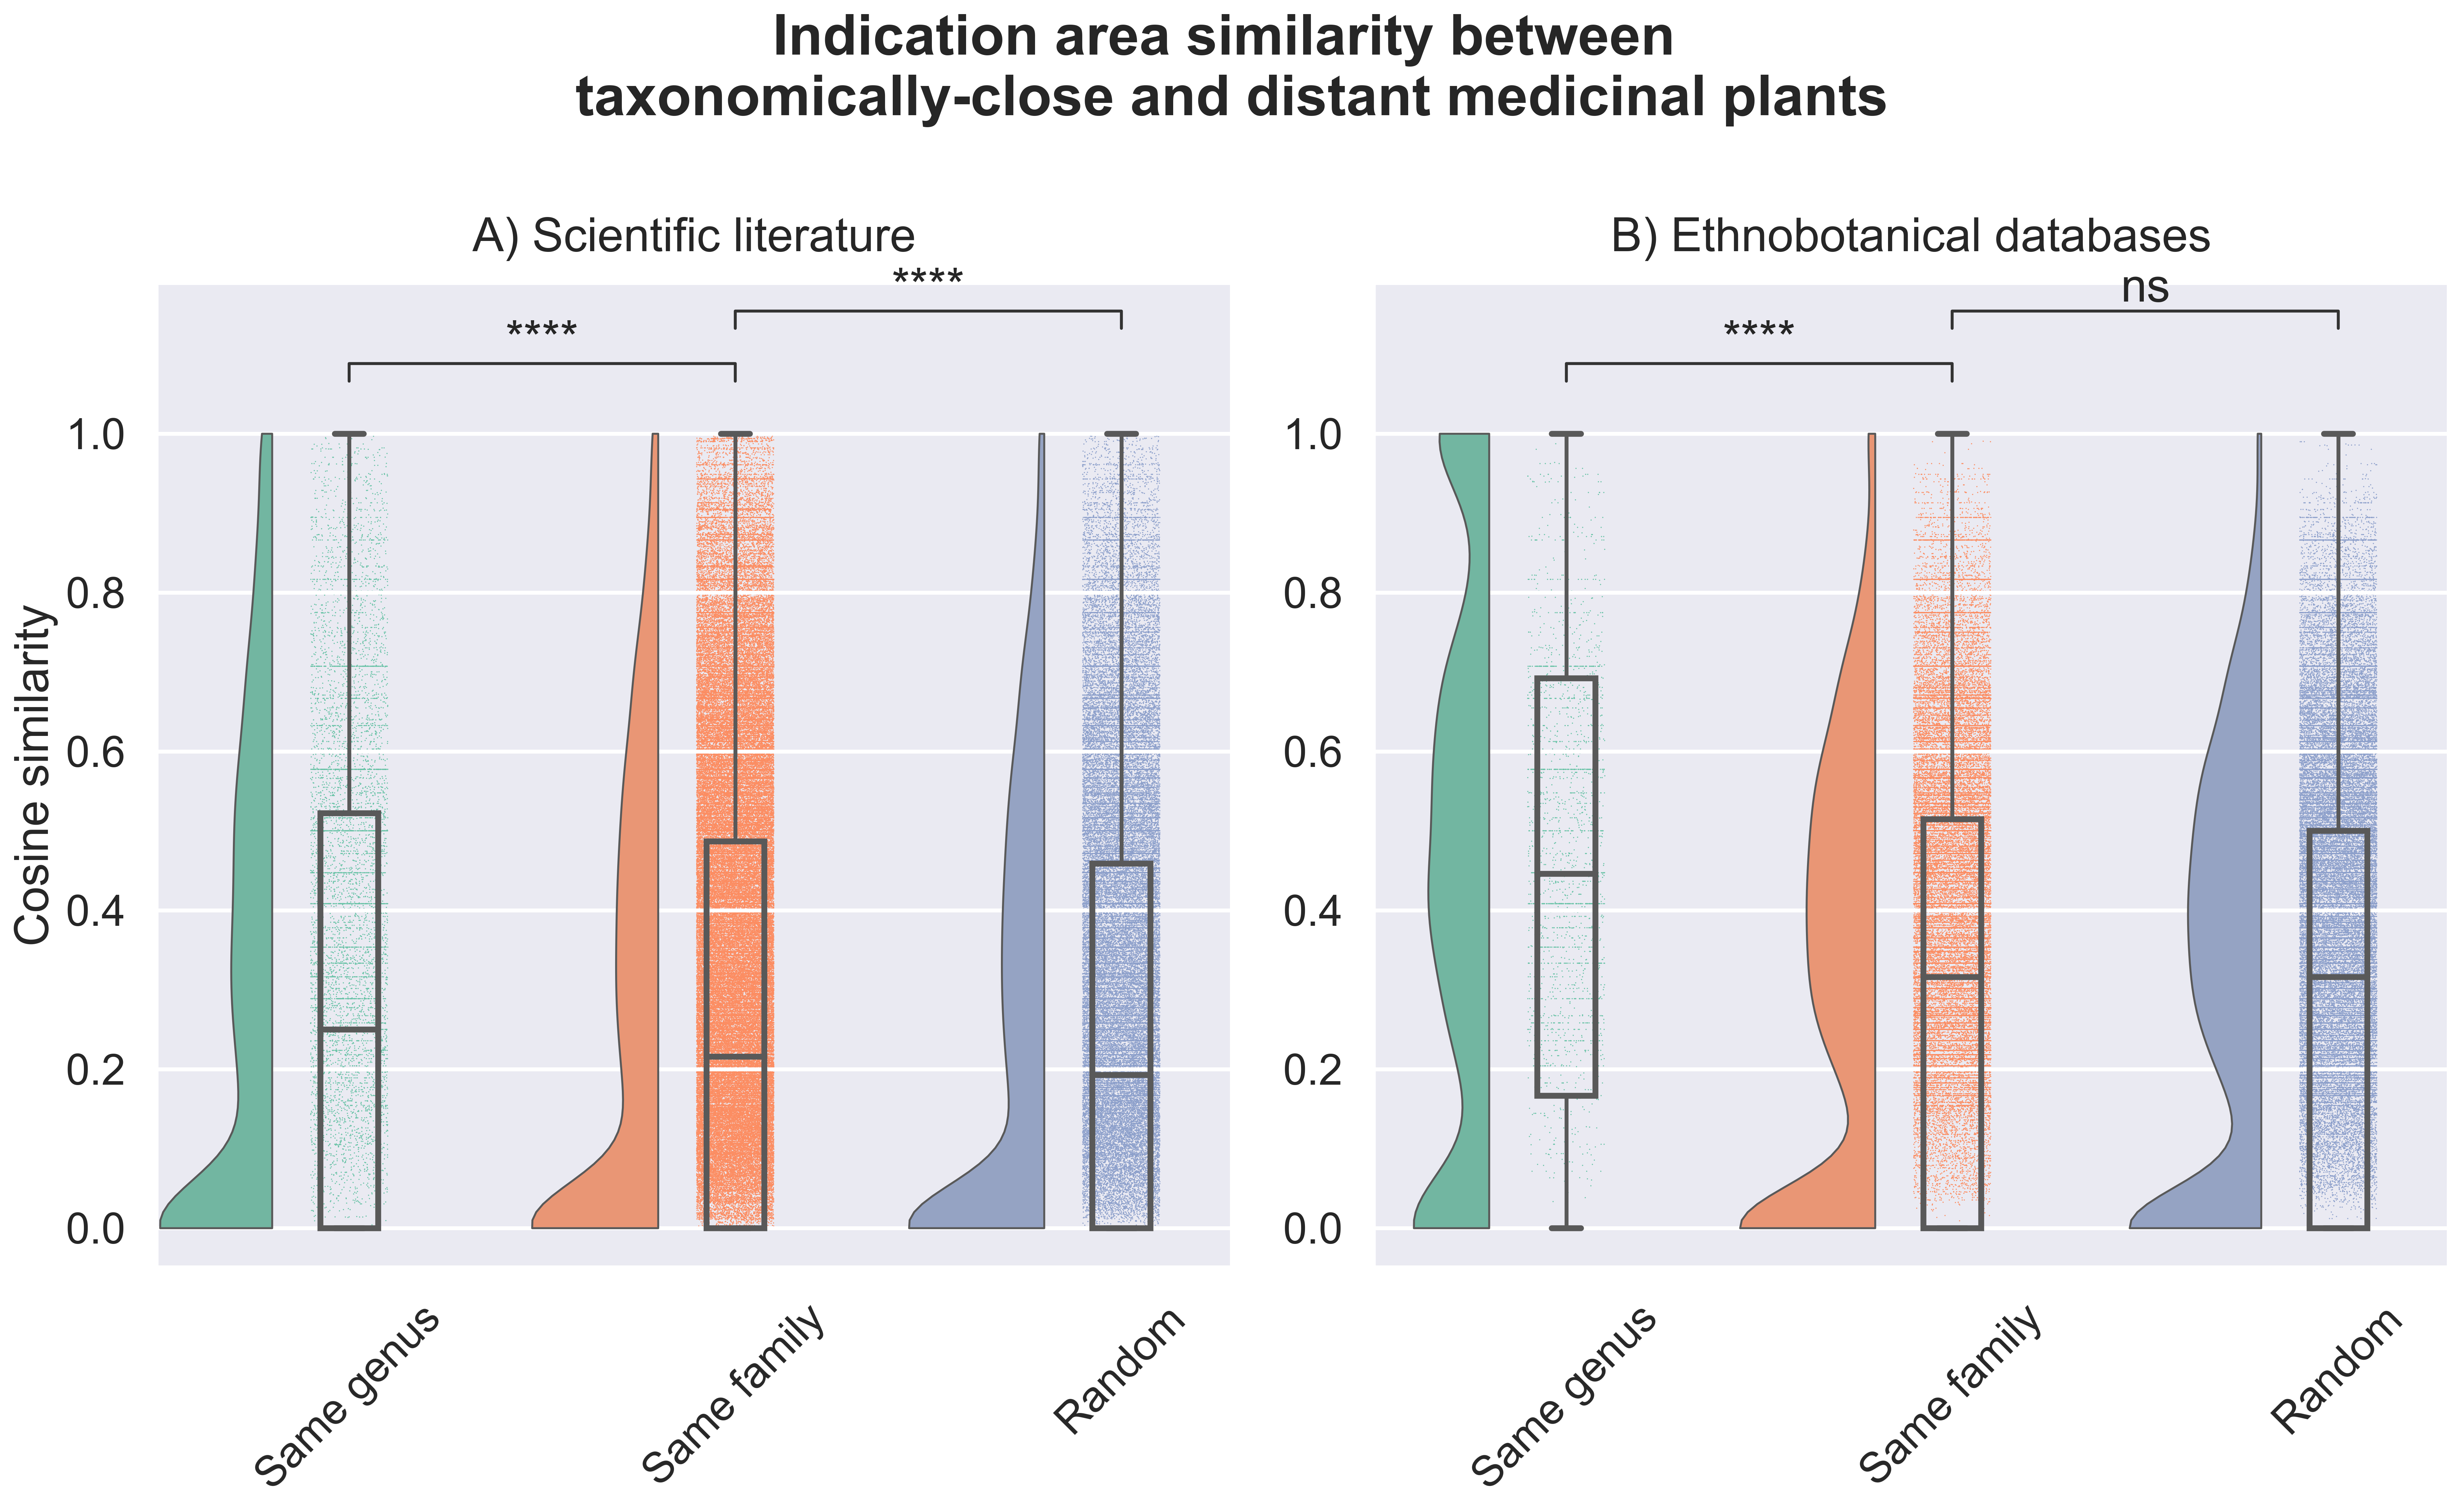 Indication area similarity between
taxonomically-close and distant medicinal plants
A) Scientific literature
****
****
1.0
0.8
0.6
0.4
0.2
0.0
Cosine similarity
Same genus
Same family
Random
B) Ethnobotanical databases
ns
****
1.0
0.8
0.6
0.4
0.2
0.0
Same genus
Same family
Random